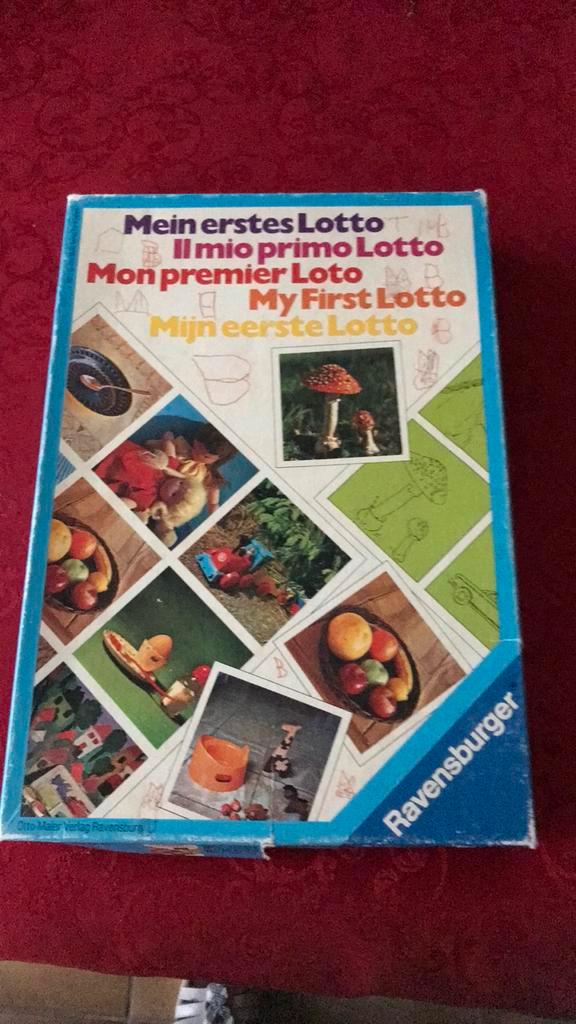 Mein erstes Lotto
Il mio primo Lotto
Mon premier Loto
My First Lotto
Mijn eerste Lotto
Ravensburger
Otto Maier Verlag Ravensburg